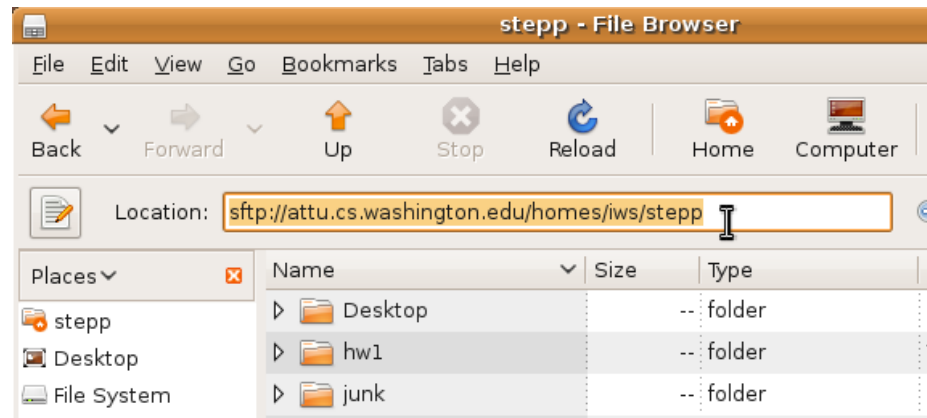 stepp - File Browser
File Edit View Go Bookmarks Tabs Help
Back Forward Up Stop Reload Home Computer
Location: sftp://attu.cs.washington.edu/homes/iws/stepp
Places Name Size Type
stepp Desktop -- folder
Desktop hw1 -- folder
File System junk -- folder